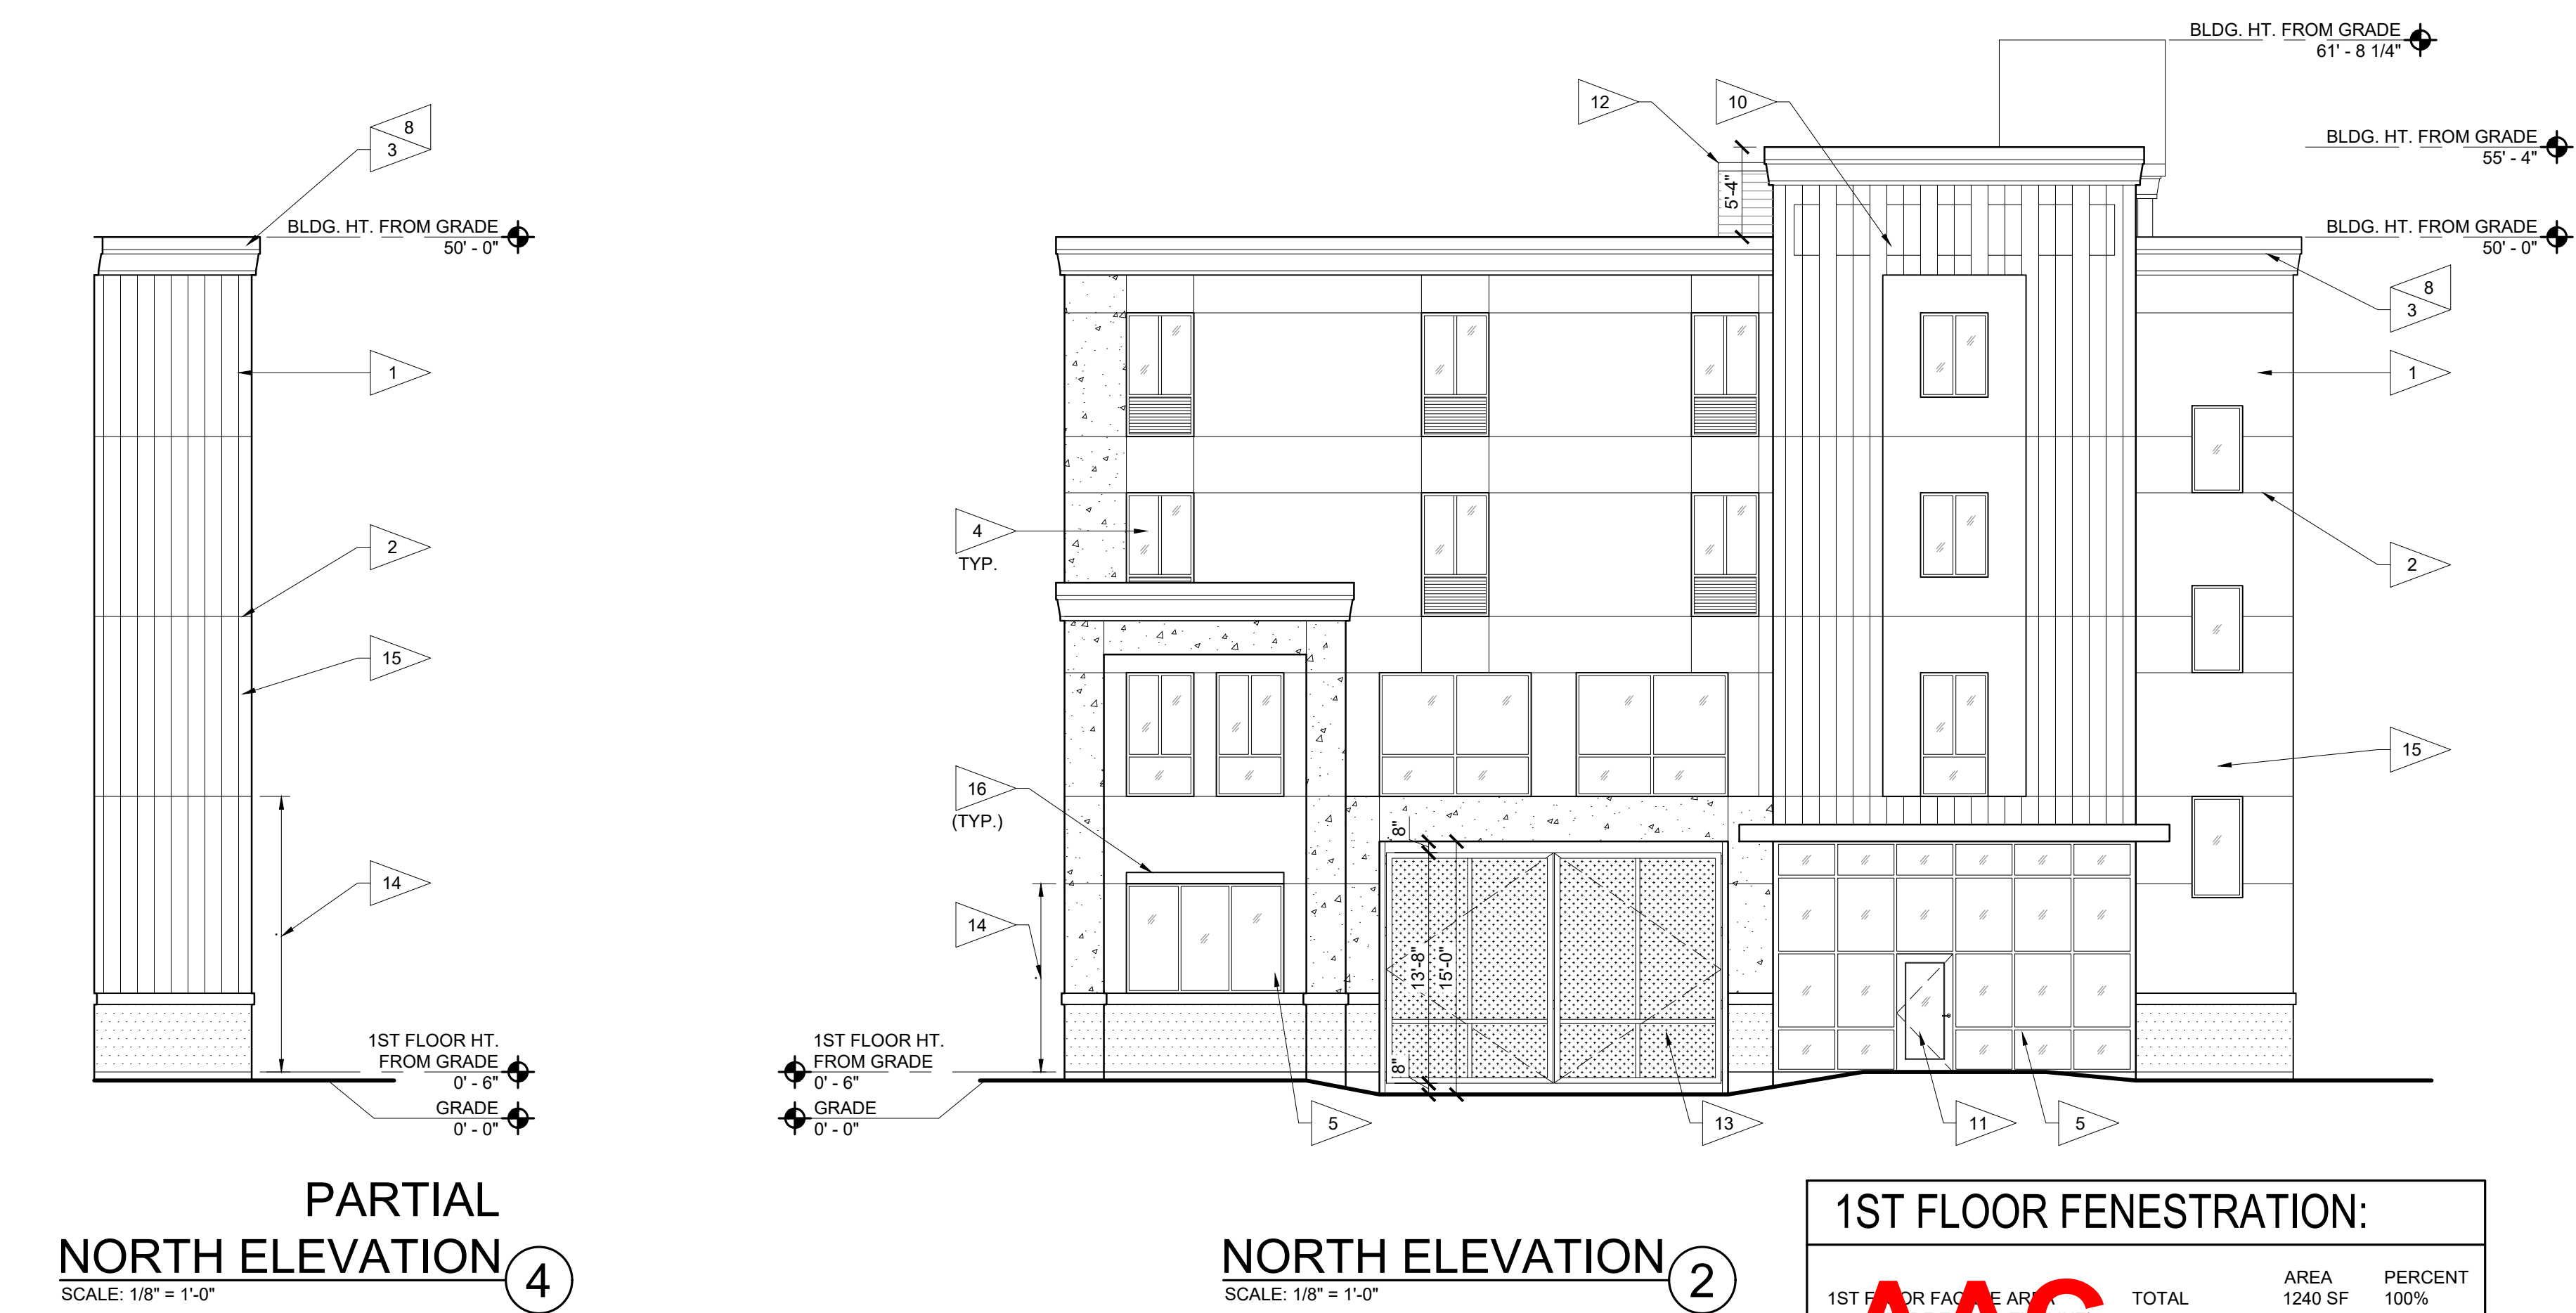 BLDG. HT. FROM GRADE
61' - 8 1/4"
12
10
BLDG. HT. FROM GRADE
55' - 4"
8
3
5'-4"
BLDG. HT. FROM GRADE
50' - 0"
BLDG. HT. FROM GRADE
50' - 0"
8
3
1
1
4
TYP.
2
2
15
15
16
(TYP.)
8"
14
14
13'-8"
15'-0"
8"
1ST FLOOR HT.
FROM GRADE
0' - 6"
GRADE
0' - 0"
1ST FLOOR HT.
FROM GRADE
0' - 6"
GRADE
0' - 0"
5
13
11
5
PARTIAL
NORTH ELEVATION
4
SCALE: 1/8" = 1'-0"
NORTH ELEVATION
2
SCALE: 1/8" = 1'-0"
1ST FLOOR FENESTRATION:
AREA PERCENT
1ST TOTAL 1240 SF 100%